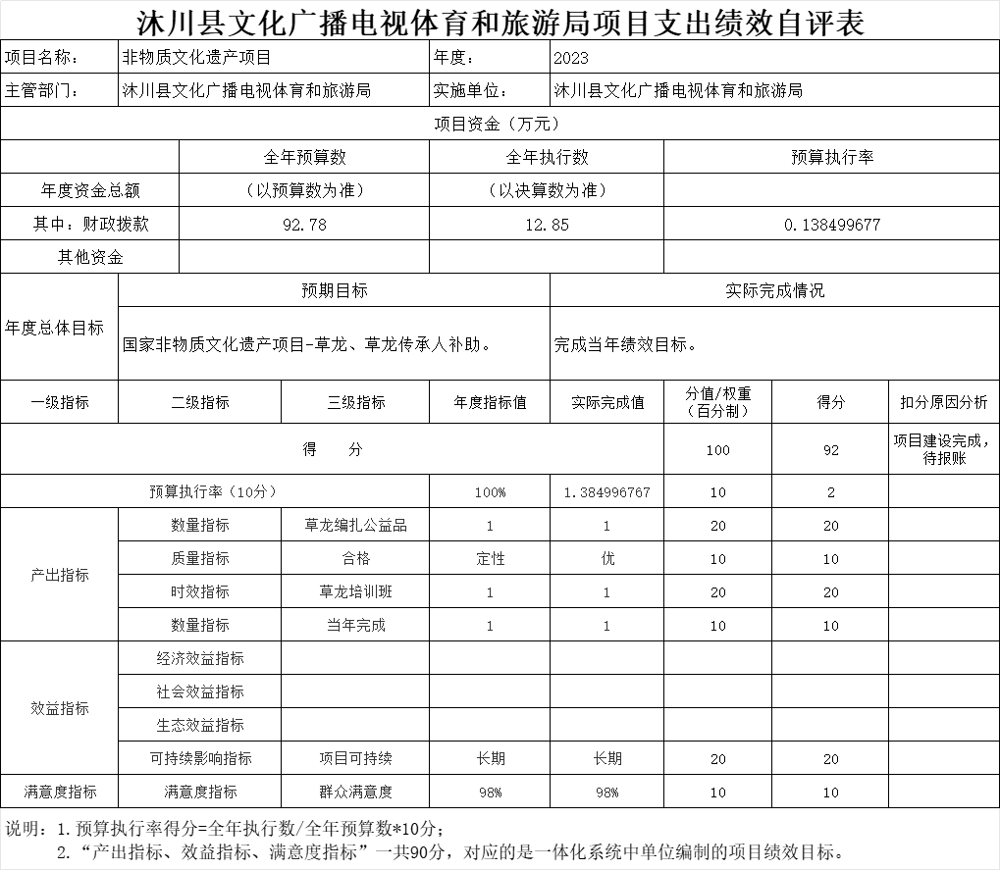 沐川县文化广播电视体育和旅游局项目支出绩效自评表
项目名称： 非物质文化遗产项目 年度： 2023
主管部门： 沐川县文化广播电视体育和旅游局 实施单位： 沐川县文化广播电视体育和旅游局
项目资金（万元）
全年预算数 全年执行数 预算执行率
年度资金总额 （以预算数为准） （以决算数为准）
其中：财政拨款 92.78 12.85 0.138499677
其他资金
年度总体目标 预期目标 实际完成情况
国家非物质文化遗产项目-草龙、草龙传承人补助。 完成当年绩效目标。
一级指标 二级指标 三级指标 年度指标值 实际完成值 分值/权重（百分制） 得分 扣分原因分析
得 分 100 92 项目建设完成，待报账
预算执行率（10分） 100% 1.384996767 10 2
产出指标 数量指标 草龙编扎公益品 1 1 20 20
质量指标 合格 定性 优 10 10
时效指标 草龙培训班 1 1 20 20
数量指标 当年完成 1 1 10 10
效益指标 经济效益指标
社会效益指标
生态效益指标
可持续影响指标 项目可持续 长期 长期 20 20
满意度指标 满意度指标 群众满意度 98% 98% 10 10
说明：1.预算执行率得分=全年执行数/全年预算数*10分；
2.“产出指标、效益指标、满意度指标”一共90分，对应的是一体化系统中单位编制的项目绩效目标。